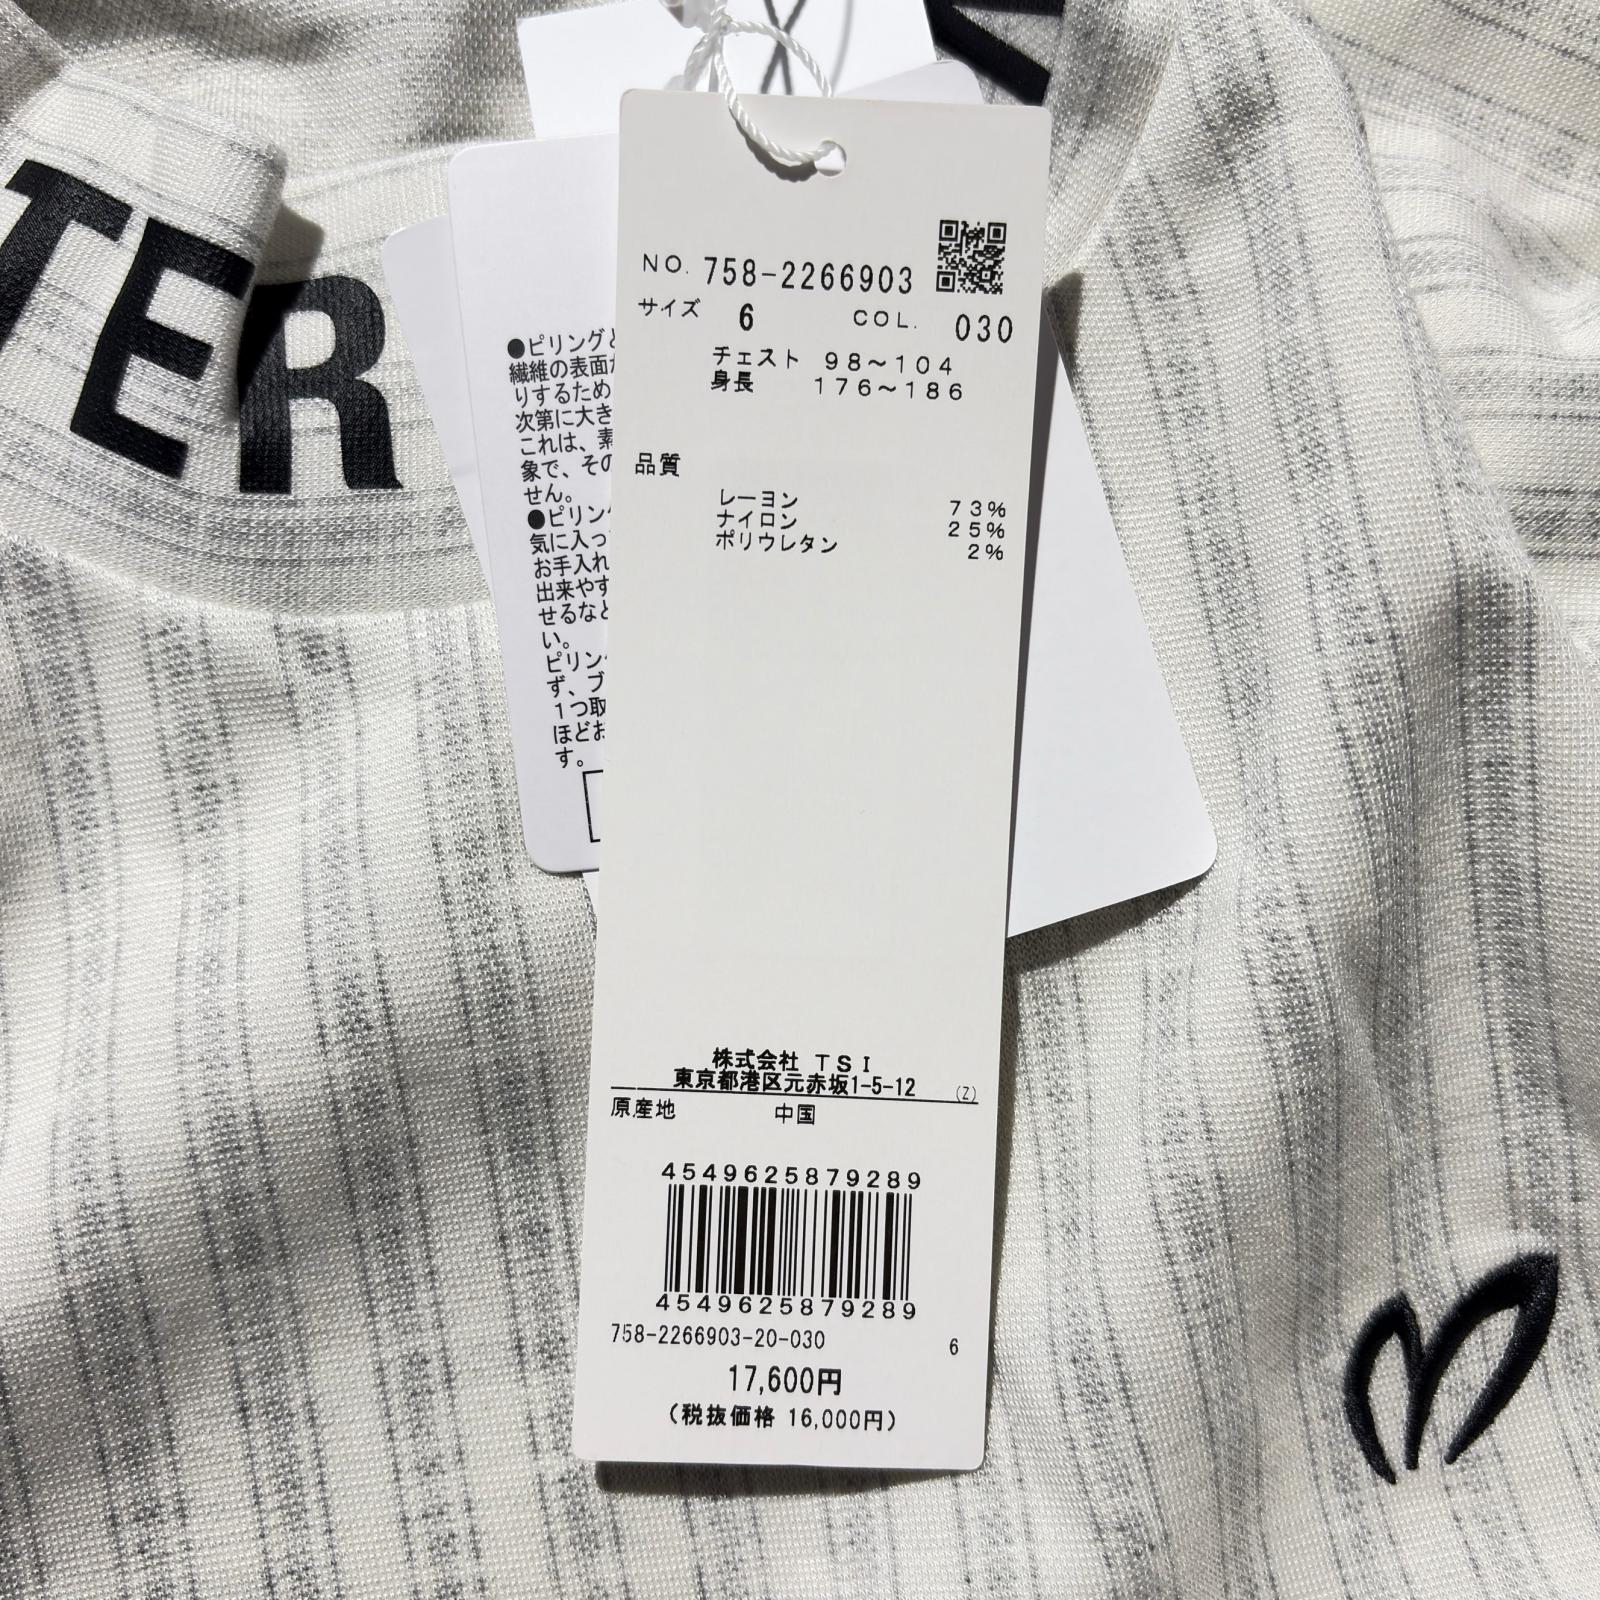 TER
NO. 758-2266903
サイズ 6 COL. 030
チェスト 98～104
身長 176～186
品質
レーヨン 73%
ナイロン 25%
ポリウレタン 2%
株式会社 TSI
東京都港区元赤坂1-5-12 (Z)
原産地 中国
4549625879289
4549625879289
758-2266903-20-030 6
17,600円
(税抜価格 16,000円)
●ピリングと
繊維の表面が
りするため
次第に大き
これは、素
象で、その
せん。
●ピリング
気に入っ
お手入れ
出来やす
せるなど
い。
ピリング
ず、ブ
1つ取
ほどお
す。